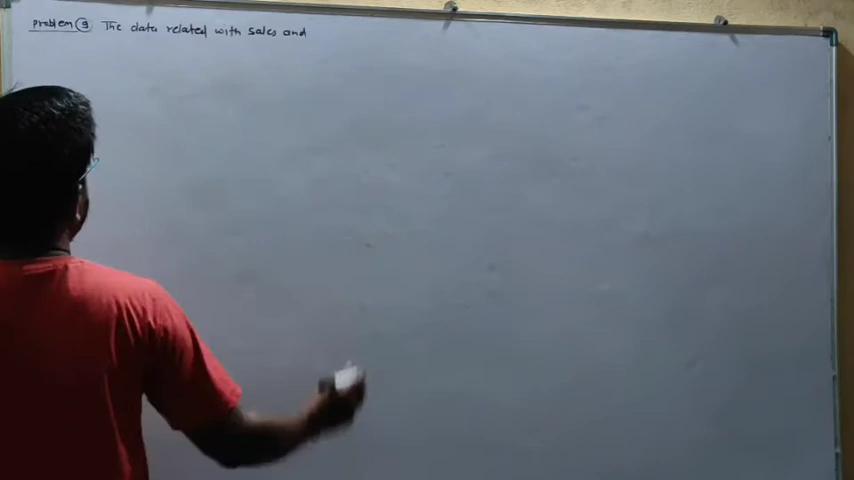 problem ③ The data related with sales and